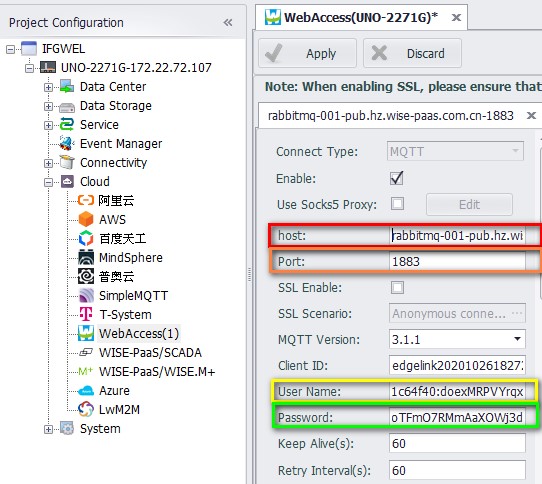 Project Configuration
IFGWEL
UNO-2271G-172.22.72.107
Data Center
Data Storage
Service
Event Manager
Connectivity
Cloud
阿里云
AWS
百度天工
MindSphere
普奥云
SimpleMQTT
T-System
WebAccess(1)
WISE-PaaS/SCADA
M+ WISE-PaaS/WISE.M+
Azure
LwM2M
System
WebAccess(UNO-2271G)*
Apply
Discard
Note: When enabling SSL, please ensure that
rabbitmq-001-pub.hz.wise-paas.com.cn-1883
Connect Type: MQTT
Enable:
Use Socks5 Proxy: Edit
host: rabbitmq-001-pub.hz.wi
Port: 1883
SSL Enable:
SSL Scenario: Anonymous conne...
MQTT Version: 3.1.1
Client ID: edgelink2020102618272
User Name: 1c64f40:doexMRPVYrqx
Password: oTFmO7RMmAaXOWj3d
Keep Alive(s): 60
Retry Interval(s): 60